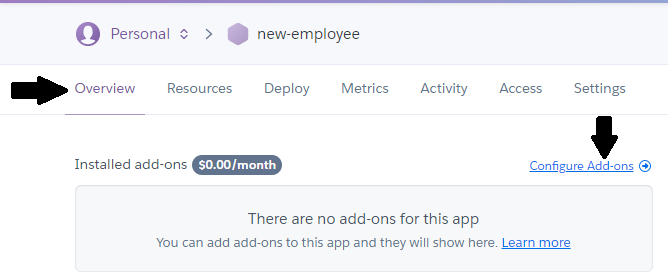 Personal new-employee
Overview Resources Deploy Metrics Activity Access Settings
Installed add-ons $0.00/month Configure Add-ons
There are no add-ons for this app
You can add add-ons to this app and they will show here. Learn more